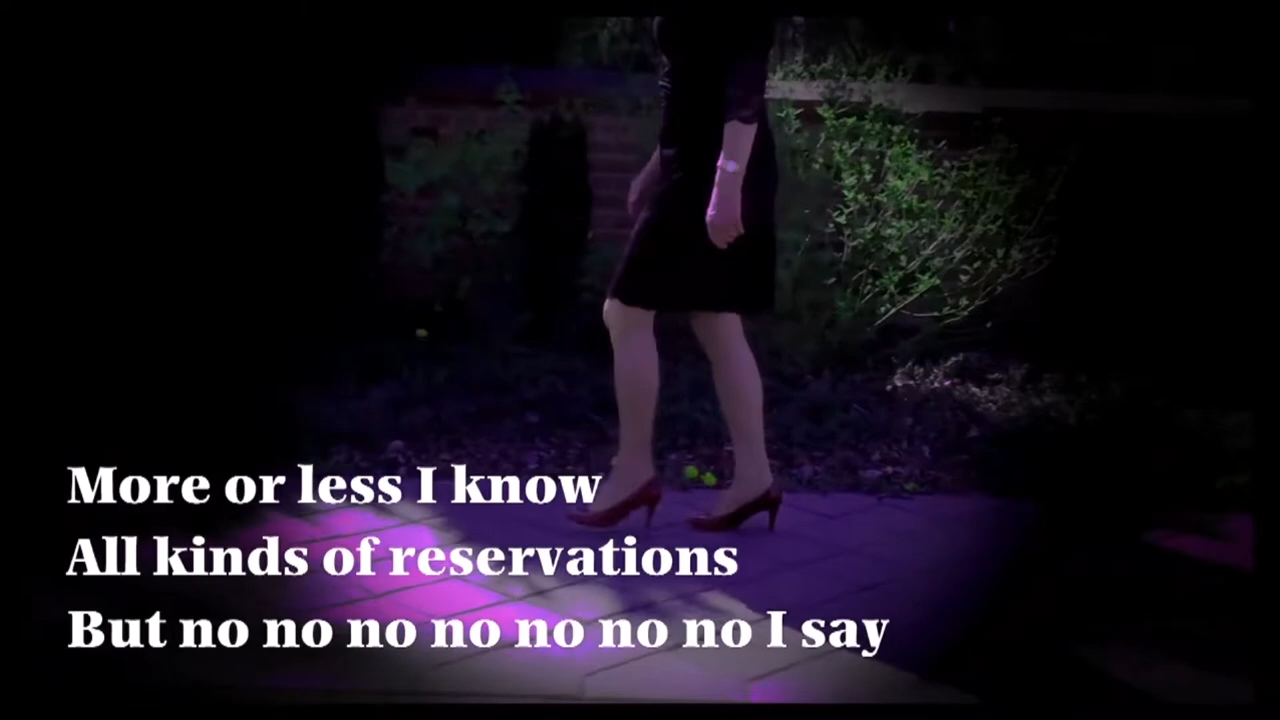 More or less I know
All kinds of reservations
But no no no no no no no I say